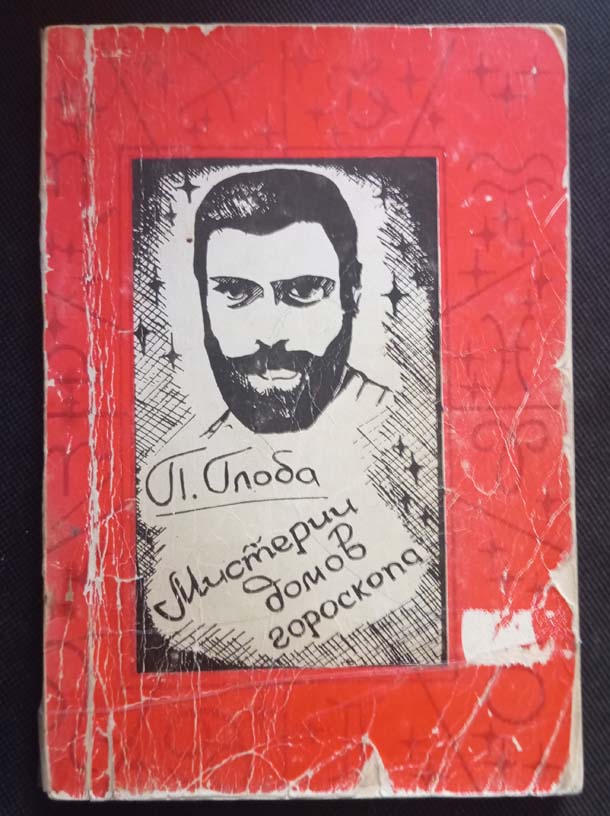 П. Глоба
Мистерии
домов
гороскопа